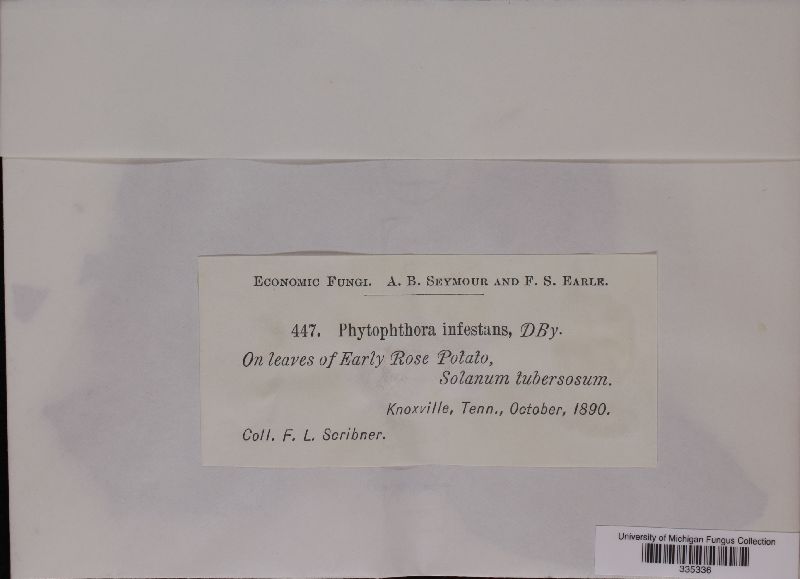 ECONOMIC FUNGI. A. B. SEYMOUR AND F. S. EARLE.
447. Phytophthora infestans, DBy.
On leaves of Early Rose Potato,
Solanum tubersosum.
Knoxville, Tenn., October, 1890.
Coll. F. L. Scribner.
University of Michigan Fungus Collection
335336